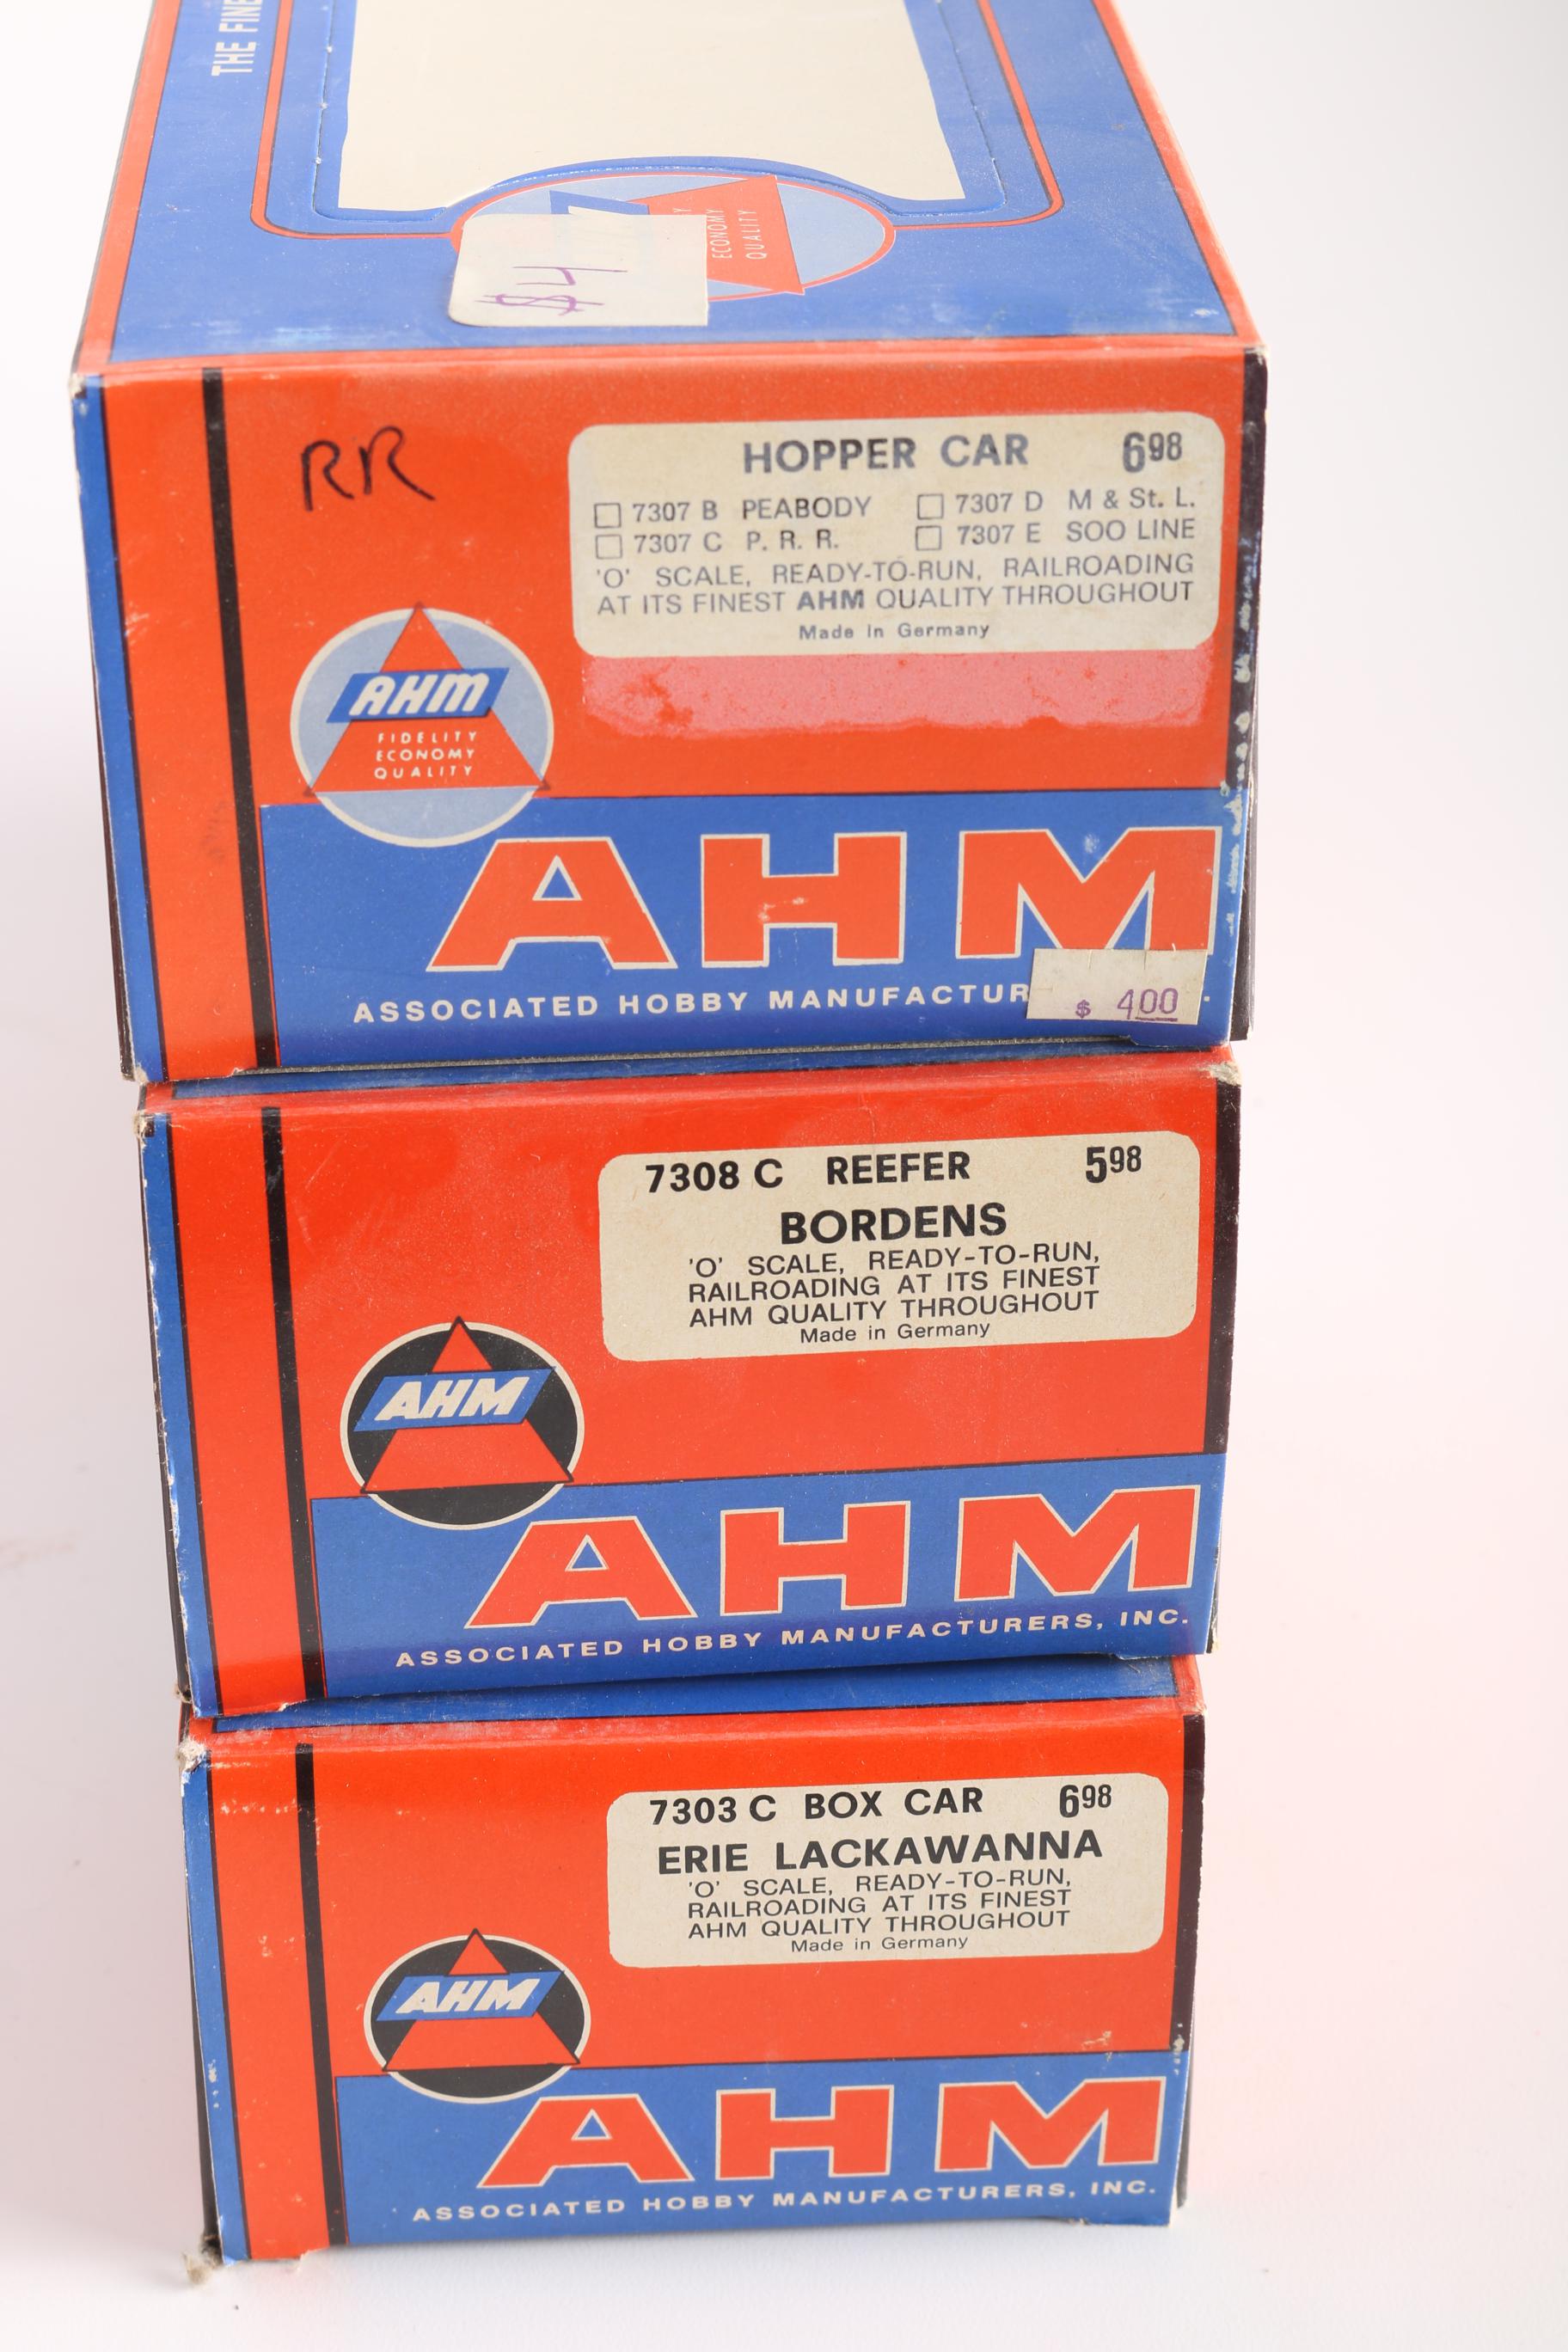 THE FINE
ECONOMY
QUALITY
$4
RR
HOPPER CAR 698
7307 B PEABODY 7307 D M & St. L.
7307 C P. R. R. 7307 E SOO LINE
'O' SCALE, READY-TO-RUN, RAILROADING
AT ITS FINEST AHM QUALITY THROUGHOUT
Made in Germany
AHM
FIDELITY
ECONOMY
QUALITY
AHM
ASSOCIATED HOBBY MANUFACTUR
$ 400
7308 C REEFER 598
BORDENS
'O' SCALE, READY-TO-RUN,
RAILROADING AT ITS FINEST
AHM QUALITY THROUGHOUT
Made in Germany
AHM
AHM
ASSOCIATED HOBBY MANUFACTURERS, INC.
7303 C BOX CAR 698
ERIE LACKAWANNA
'O' SCALE, READY-TO-RUN,
RAILROADING AT ITS FINEST
AHM QUALITY THROUGHOUT
Made in Germany
AHM
AHM
ASSOCIATED HOBBY MANUFACTURERS, INC.